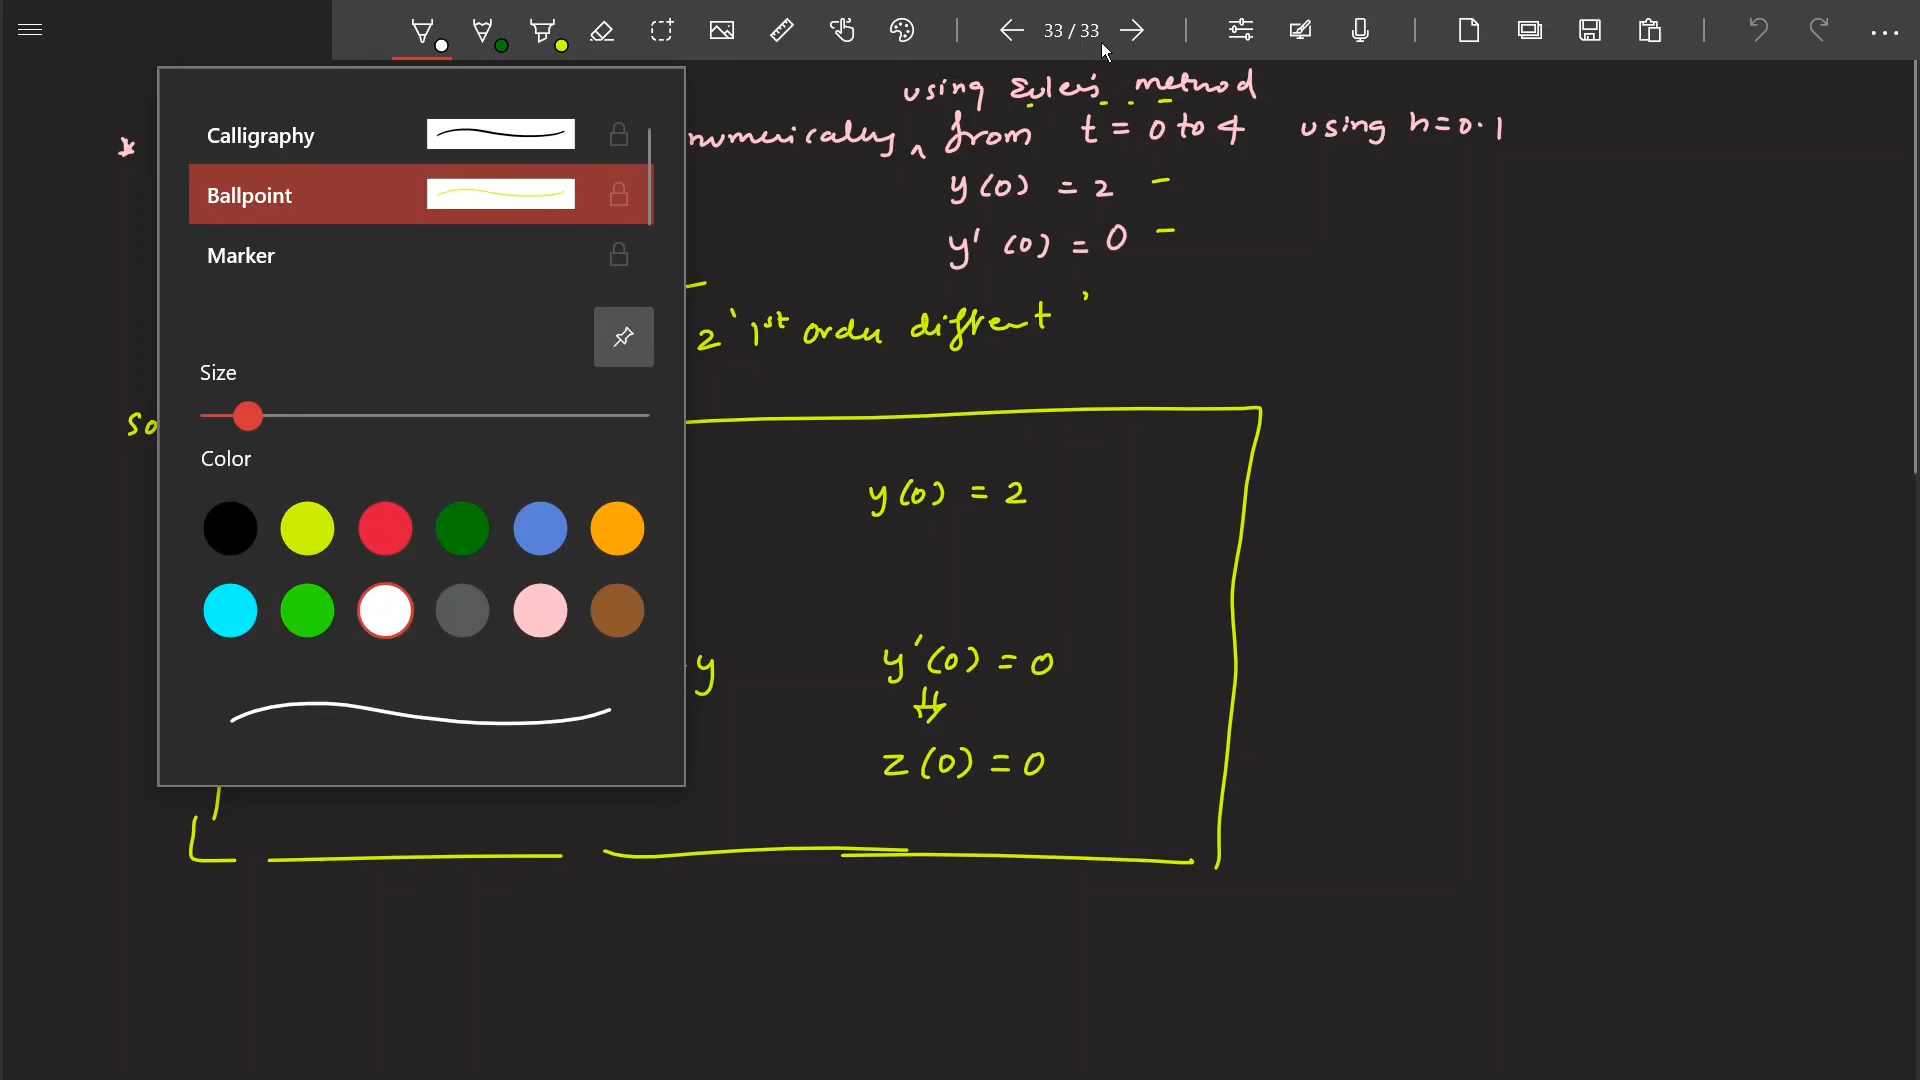 33 / 33
using Euler's method
* numerically ^ from t = 0 to 4 using h=0.1
y(0) = 2 -
y'(0) = 0 -
2 '1st order different'
So
y(0) = 2
y y'(0) = 0
z(0) = 0
Calligraphy
Ballpoint
Marker
Size
Color